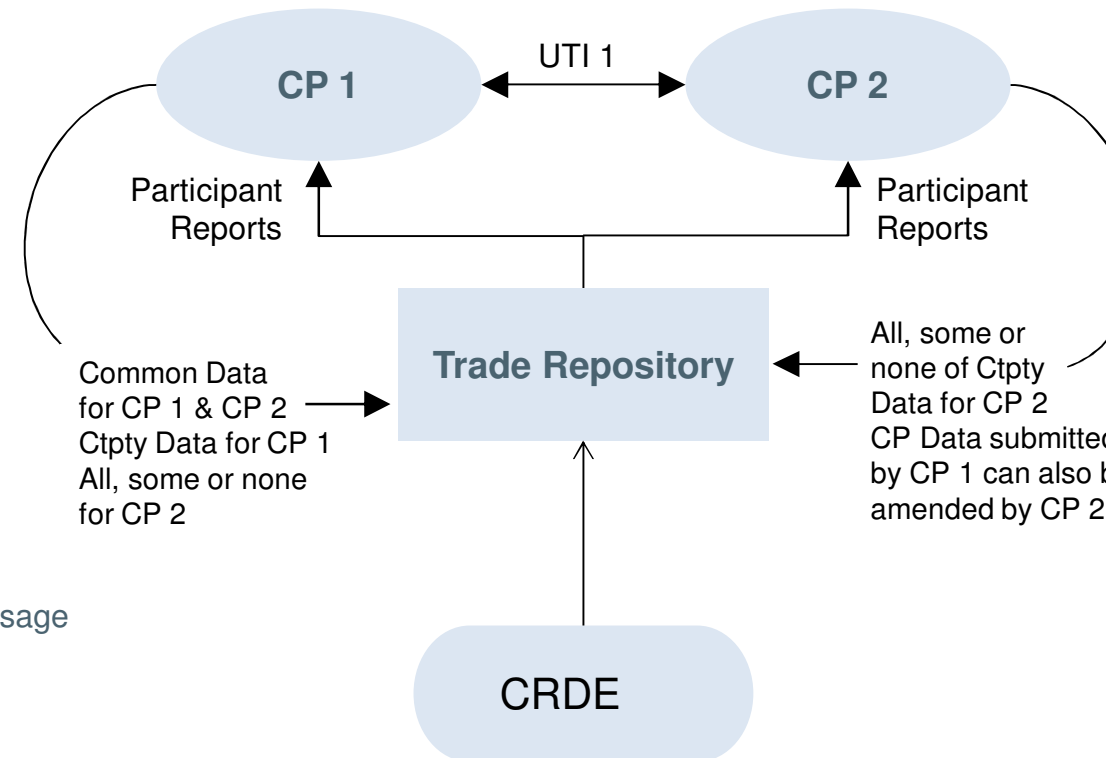 UTI 1
CP 1
CP 2
Participant
Reports
Participant
Reports
Trade Repository
Common Data
for CP 1 & CP 2
Ctpty Data for CP 1
All, some or none
for CP 2
All, some or
none of Ctpty
Data for CP 2
CP Data submitted
by CP 1 can also
amended by CP 2
sage
CRDE